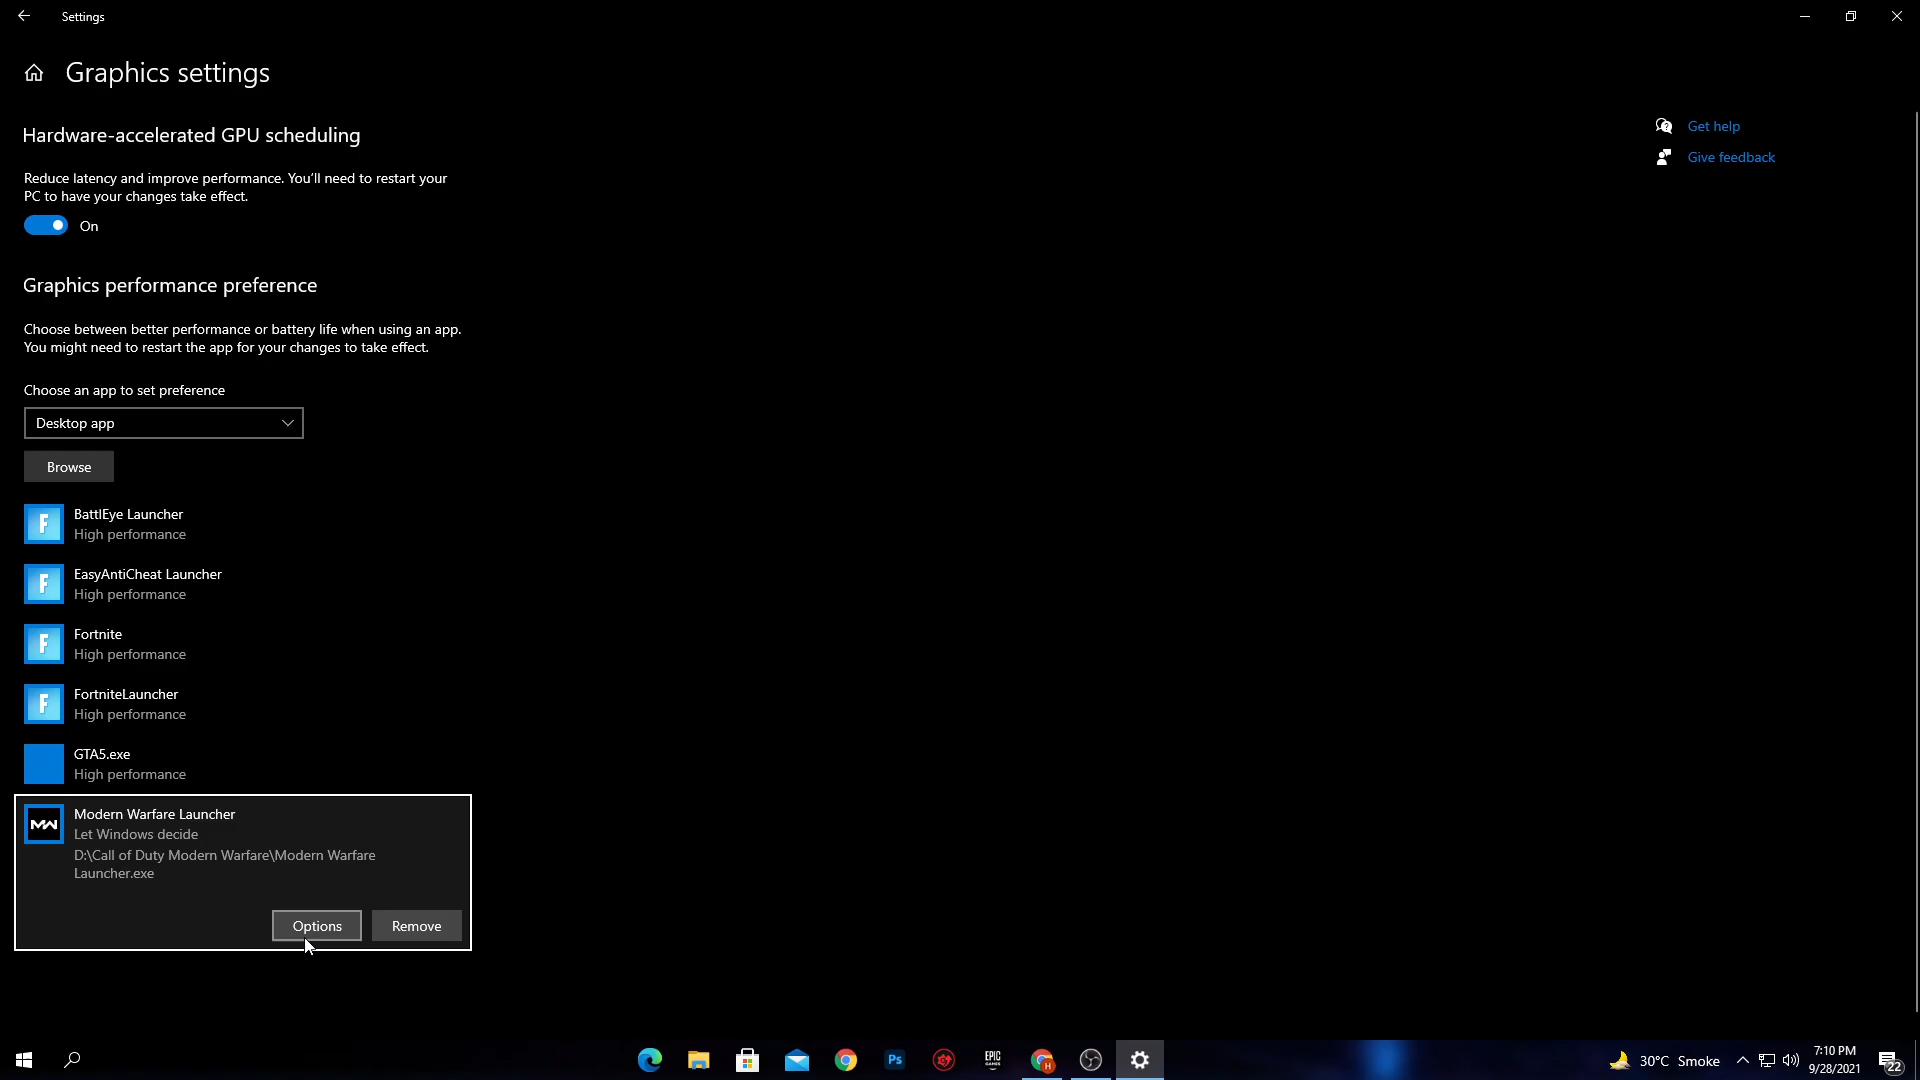 Settings
Graphics settings
Hardware-accelerated GPU scheduling
Reduce latency and improve performance. You'll need to restart your
PC to have your changes take effect.
On
Get help
Give feedback
Graphics performance preference
Choose between better performance or battery life when using an app.
You might need to restart the app for your changes to take effect.
Choose an app to set preference
Desktop app
Browse
F
BattlEye Launcher
High performance
F
EasyAntiCheat Launcher
High performance
F
Fortnite
High performance
F
FortniteLauncher
High performance
GTA5.exe
High performance
MW
Modern Warfare Launcher
Let Windows decide
D:\Call of Duty Modern Warfare\Modern Warfare
Launcher.exe
Options
Remove
Ps
EPIC
GAMES
H
30°C Smoke
7:10 PM
9/28/2021
22